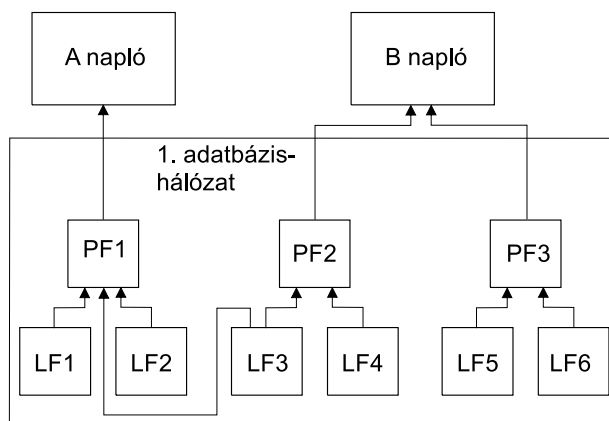 A napló
B napló
1. adatbázis-
hálózat
PF1
PF2
PF3
LF1
LF2
LF3
LF4
LF5
LF6